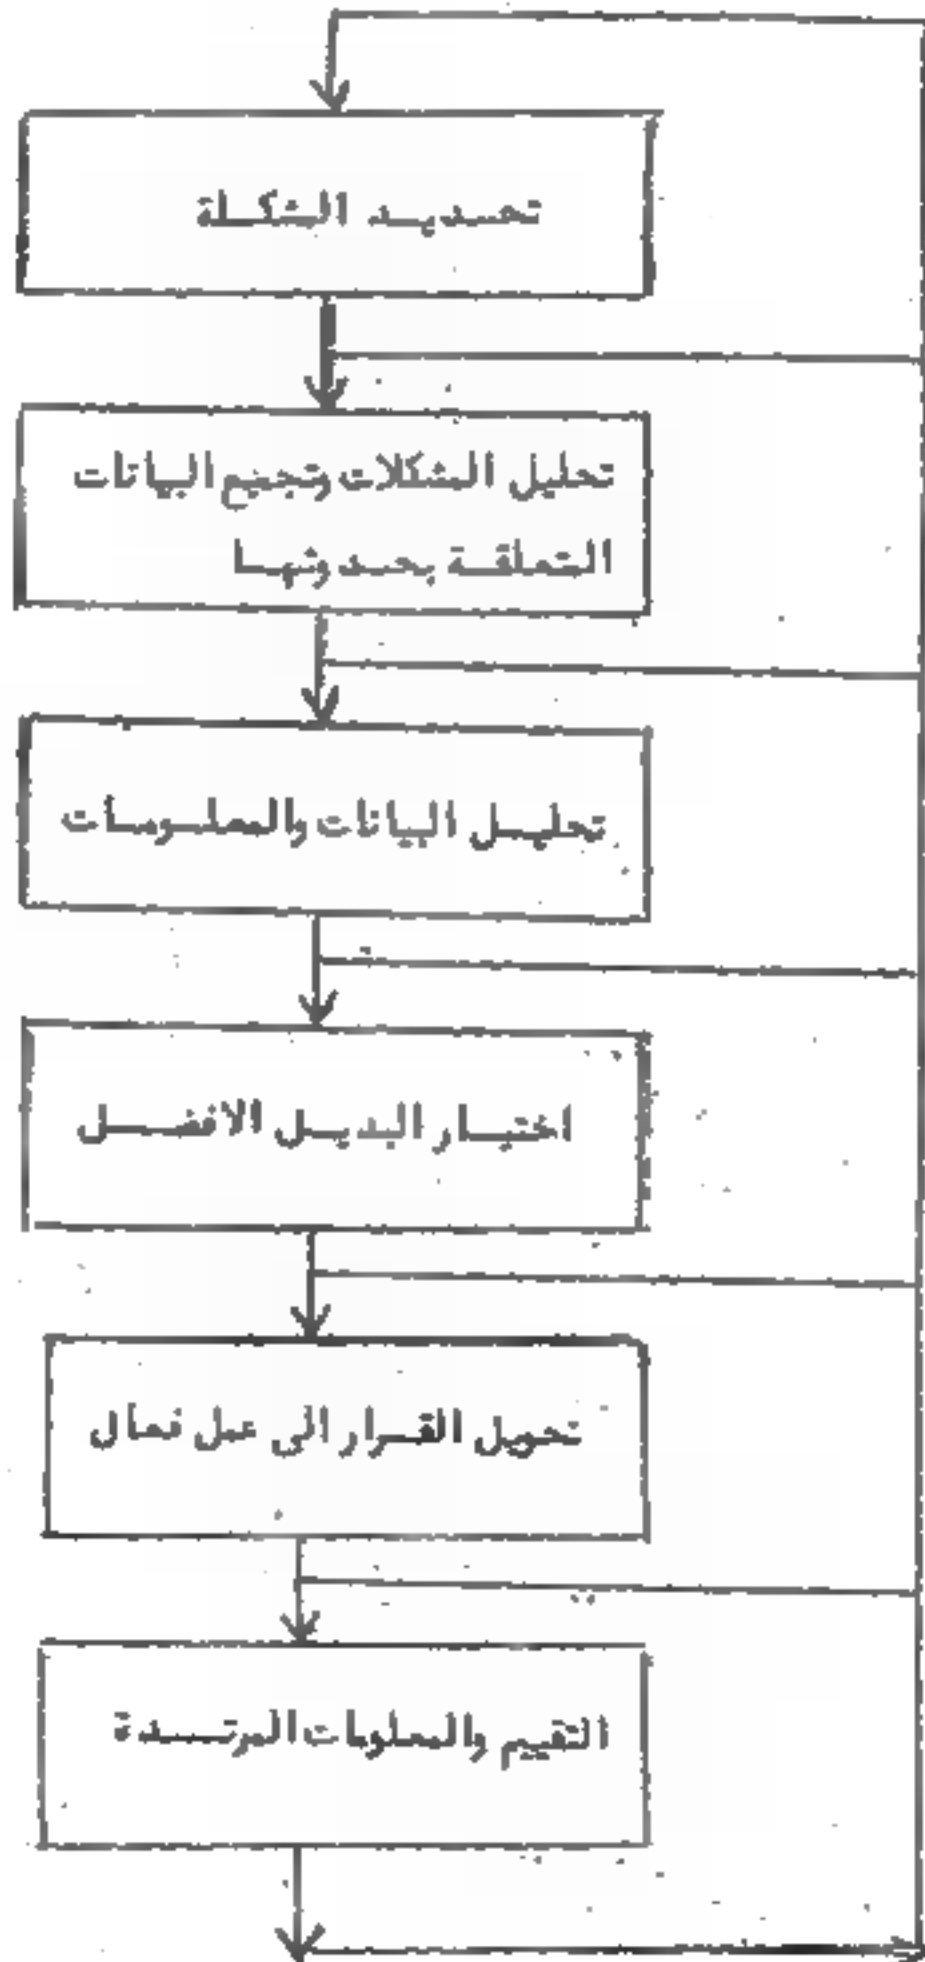 تحديد المشكلة
تحليل المشكلات وتجميع البيانات
المتعلقة بحدوثها
تحليل البيانات والمعلومات
اختيار البديل الافضل
تحويل القرار الى عمل فعال
التقييم والمعلومات المرتدة